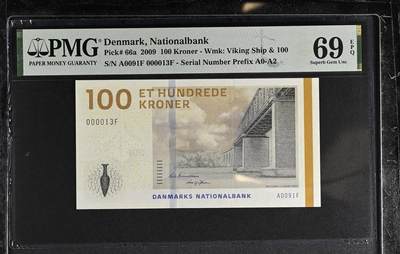 PMG
PAPER MONEY GUARANTY
Denmark, Nationalbank
Pick# 66a 2009 100 Kroner - Wmk: Viking Ship & 100
S/N A0091F 000013F - Serial Number Prefix A0-A2
69 EPQ
Superb Gem Unc
100 ET HUNDREDE
KRONER
000013F
DANMARKS NATIONALBANK
A0091F